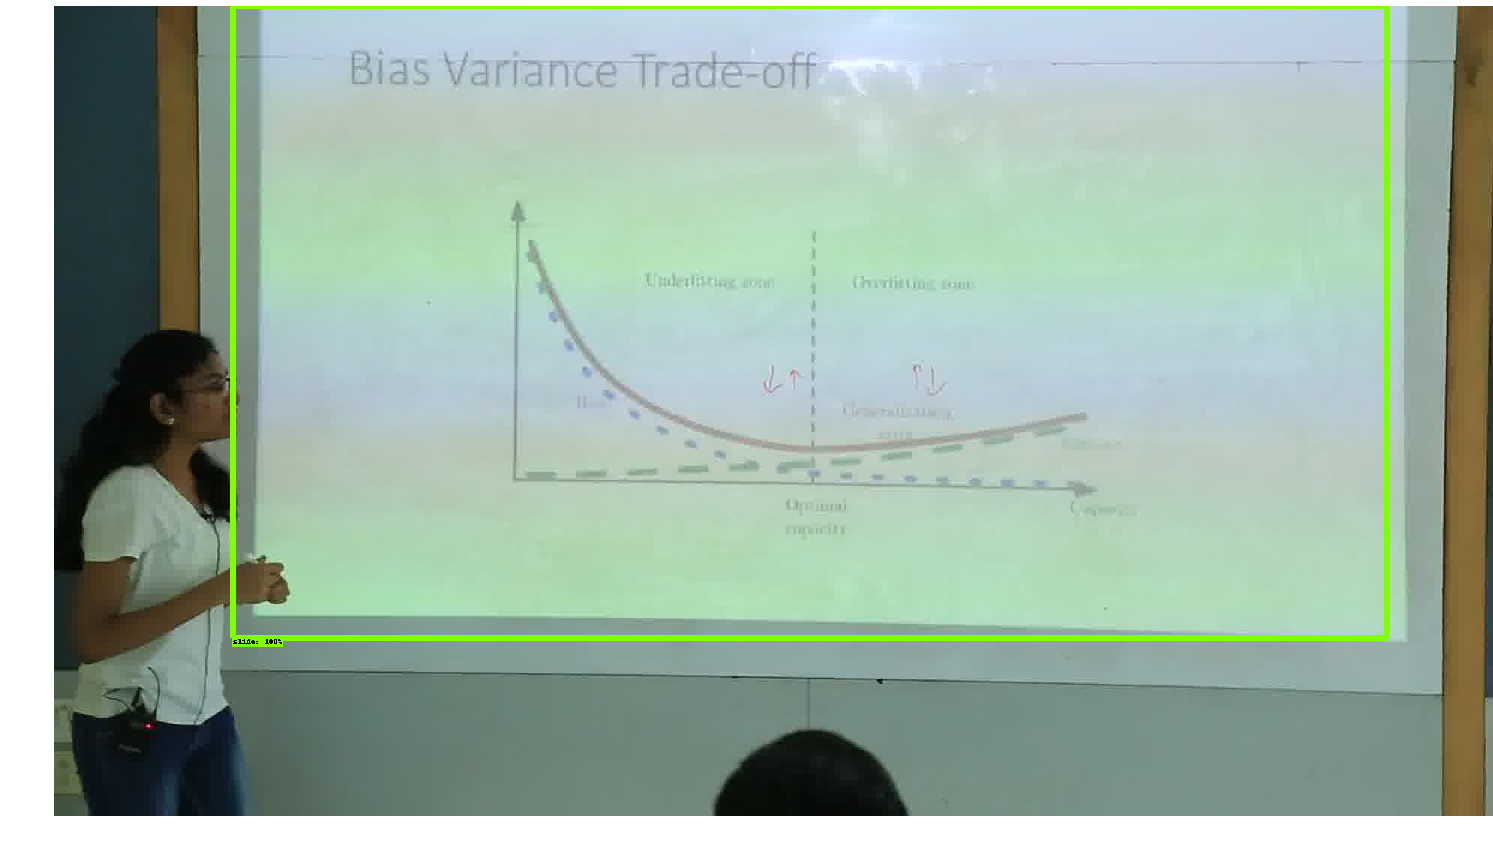 Bias Variance Trade-off
Underfitting zone
Overfitting zone
↓↑
↑↓
Bias
Generalization
error
Variance
Optimal
capacity
Capacity
slide: 100%